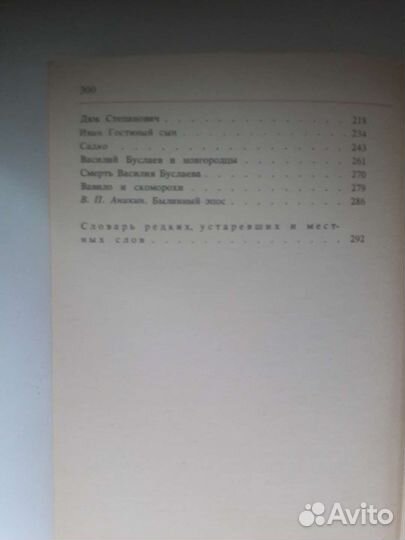 300
Дюк Степанович . . . . . . . . . . . . . 218
Иван Гостиный сын . . . . . . . . . . . . 234
Садко . . . . . . . . . . . . . . . . 243
Василий Буслаев и новгородцы . . . . . . . . 261
Смерть Василия Буслаева . . . . . . . . . . 270
Вавило и скоморохи . . . . . . . . . . . 279
В. П. Аникин. Былинный эпос . . . . . . . . . 286
Словарь редких, устаревших и мест-
ных слов . . . . . . . . . . . . . . 292
Avito